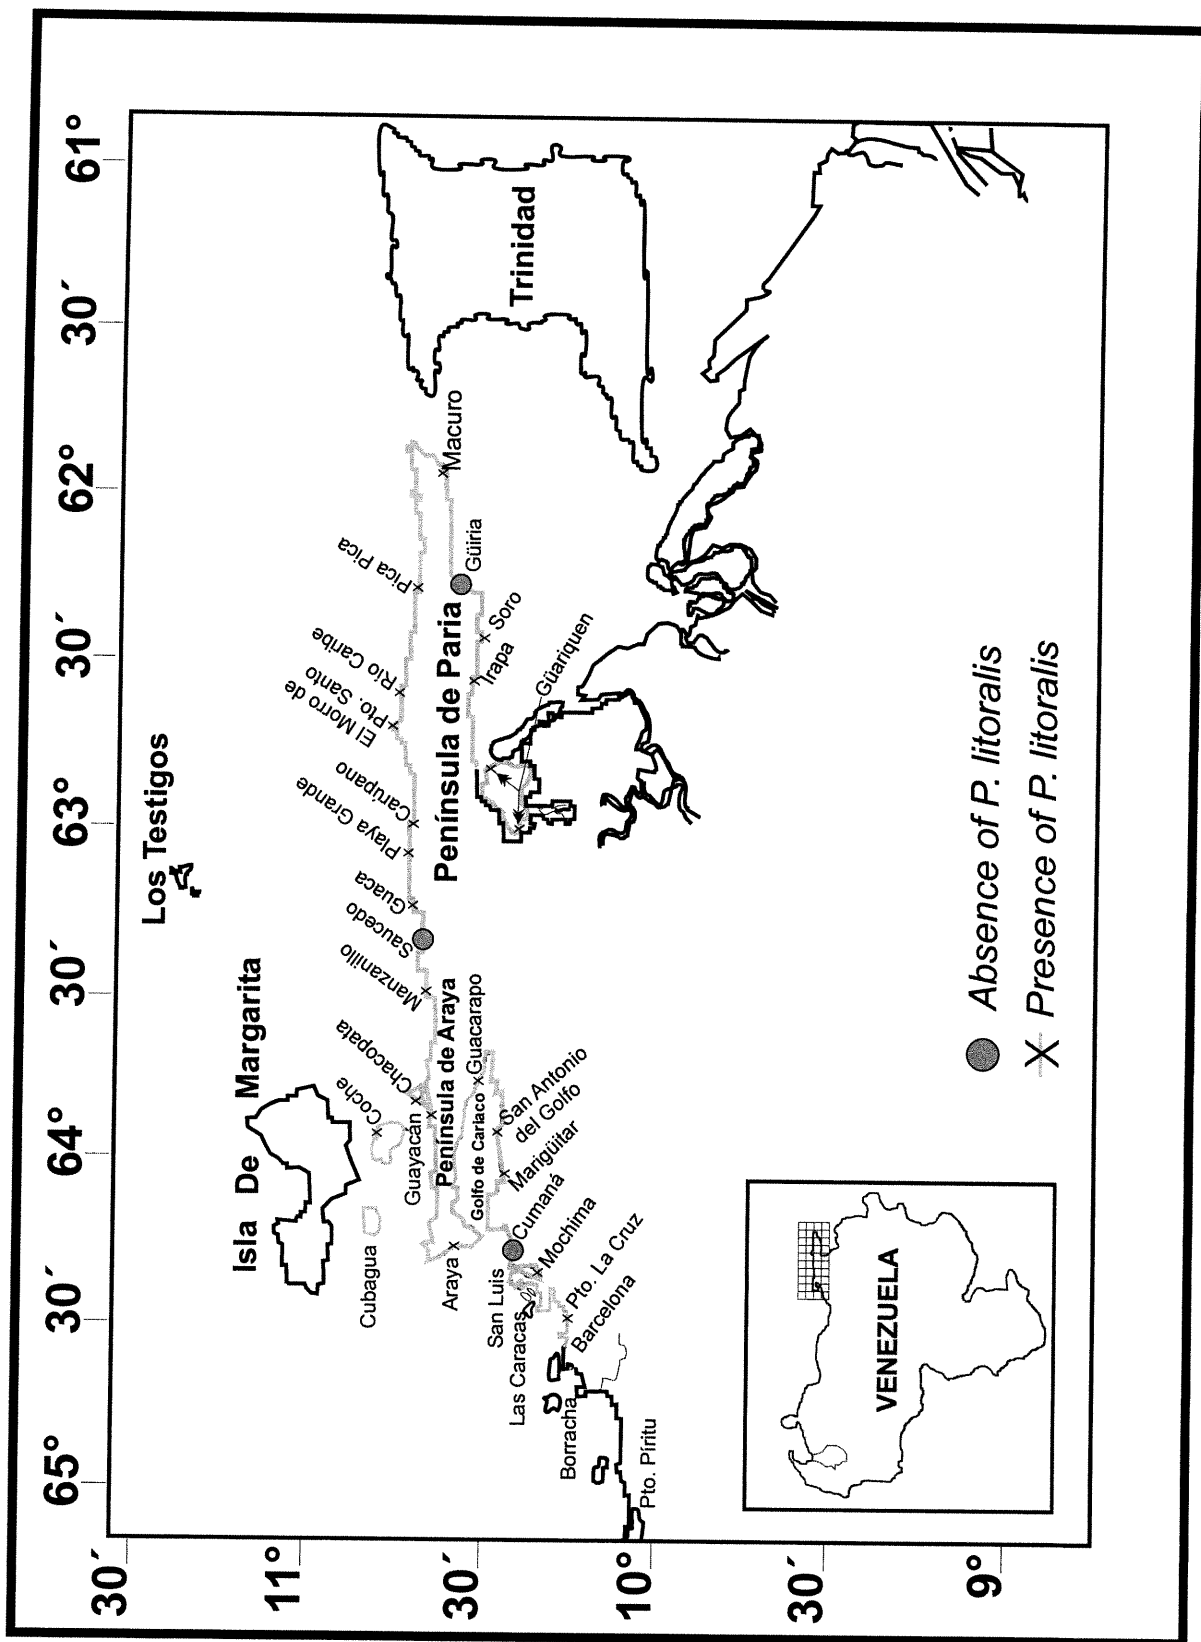 65°
30´
64°
30´
63°
30´
62°
30´
61°
30´
11°
30´
10°
30´
9°
Los Testigos
Isla De Margarita
Cubagua
Coche
Chacopata
Guayacán
Manzanillo
Saucedo
Guaca
Playa Grande
Carúpano
El Morro de
Pto. Santo
Río Caribe
Pica Pica
Macuro
Güiria
Soro
Irapa
Güariquen
Península de Paria
Trinidad
Península de Araya
Araya
Golfo de Cariaco
Guacarapo
San Antonio
del Golfo
Marigüitar
Cumaná
San Luis
Mochima
Las Caracas
Pto. La Cruz
Barcelona
Borracha
Pto. Píritu
VENEZUELA
Absence of P. litoralis
Presence of P. litoralis